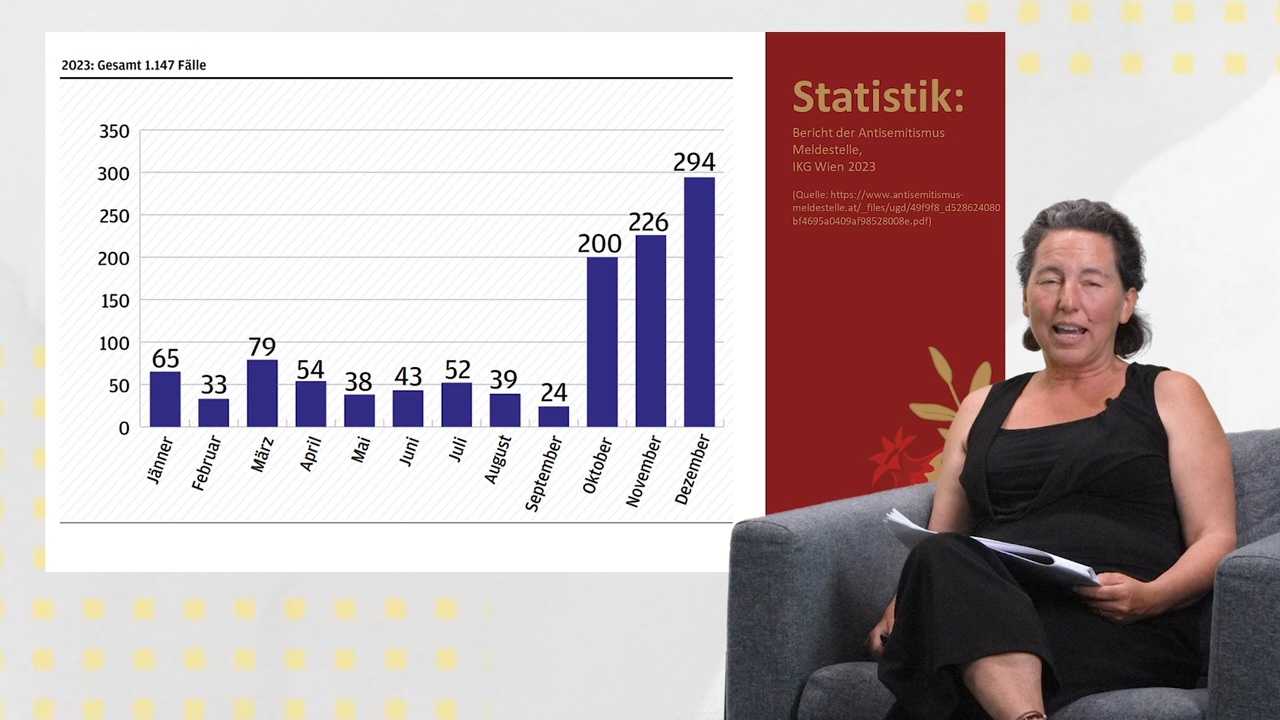 2023: Gesamt 1.147 Fälle
350
300
250
200
150
100
50
0
65
33
79
54
38
43
52
39
24
200
226
294
Jänner
Februar
März
April
Mai
Juni
Juli
August
September
Oktober
November
Dezember
Statistik:
Bericht der Antisemitismus
Meldestelle,
IKG Wien 2023
(Quelle: https://www.antisemitismus-
meldestelle.at/_files/ugd/49f9f8_d528624080
bf4695a0409af98528008e.pdf)